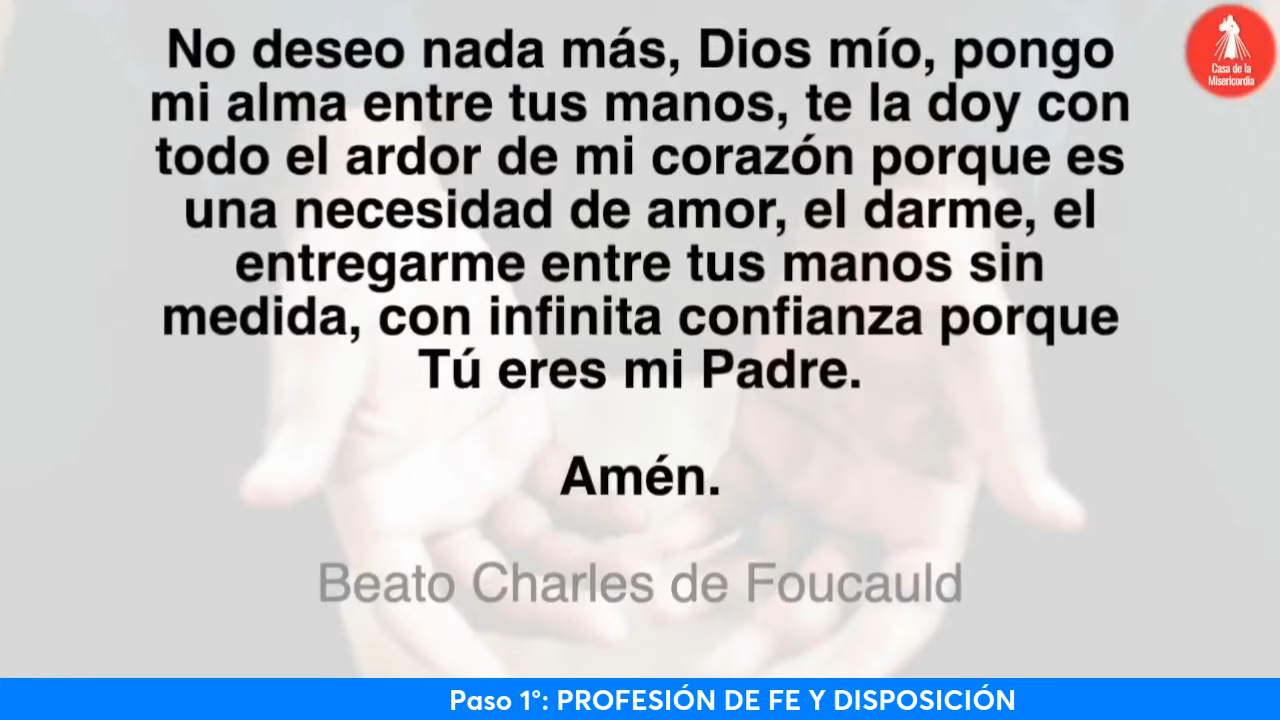 No deseo nada más, Dios mío, pongo
mi alma entre tus manos, te la doy con
todo el ardor de mi corazón porque es
una necesidad de amor, el darme, el
entregarme entre tus manos sin
medida, con infinita confianza porque
Tú eres mi Padre.
Amén.
Beato Charles de Foucauld
Casa de la
Misericordia
Paso 1°: PROFESIÓN DE FE Y DISPOSICIÓN